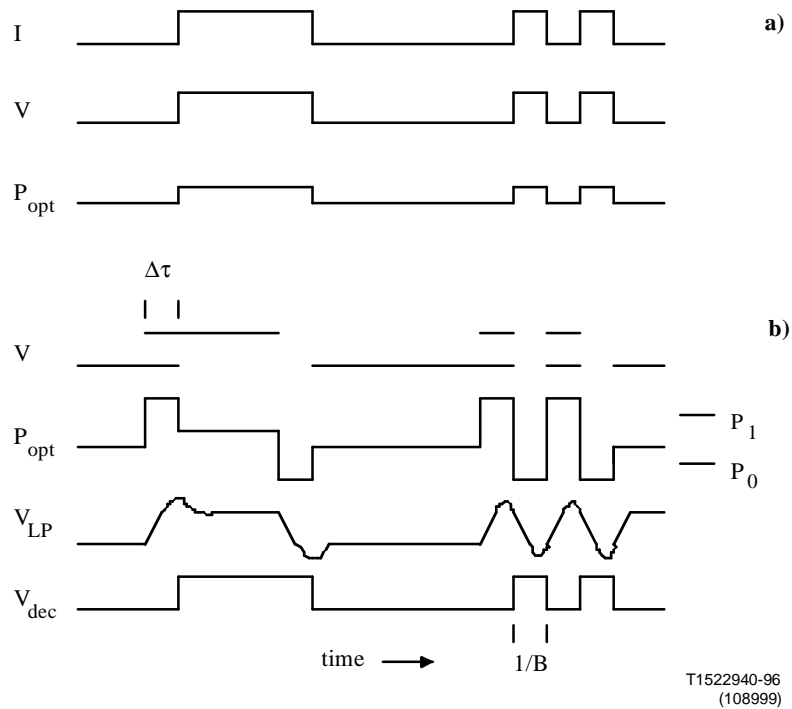 I
a)
V
P opt
Δτ
b)
V
P opt
P 1
P 0
V LP
V dec
time
1/B
T1522940-96
(108999)